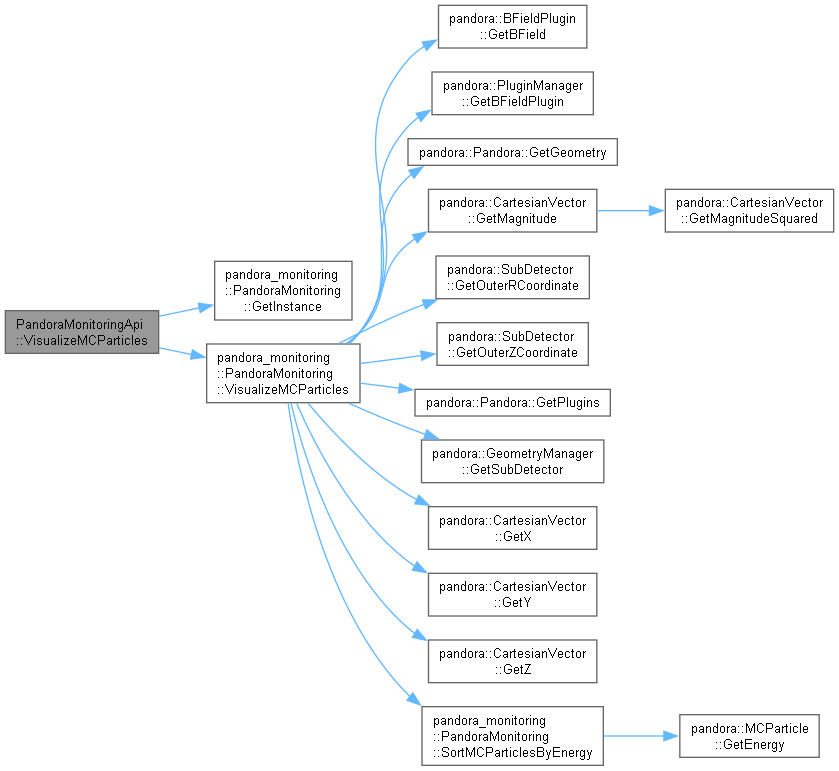 PandoraMonitoringApi
::VisualizeMCParticles
pandora_monitoring
::PandoraMonitoring
::GetInstance
pandora_monitoring
::PandoraMonitoring
::VisualizeMCParticles
pandora::BFieldPlugin
::GetBField
pandora::PluginManager
::GetBFieldPlugin
pandora::Pandora::GetGeometry
pandora::CartesianVector
::GetMagnitude
pandora::CartesianVector
::GetMagnitudeSquared
pandora::SubDetector
::GetOuterRCoordinate
pandora::SubDetector
::GetOuterZCoordinate
pandora::Pandora::GetPlugins
pandora::GeometryManager
::GetSubDetector
pandora::CartesianVector
::GetX
pandora::CartesianVector
::GetY
pandora::CartesianVector
::GetZ
pandora_monitoring
::PandoraMonitoring
::SortMCParticlesByEnergy
pandora::MCParticle
::GetEnergy